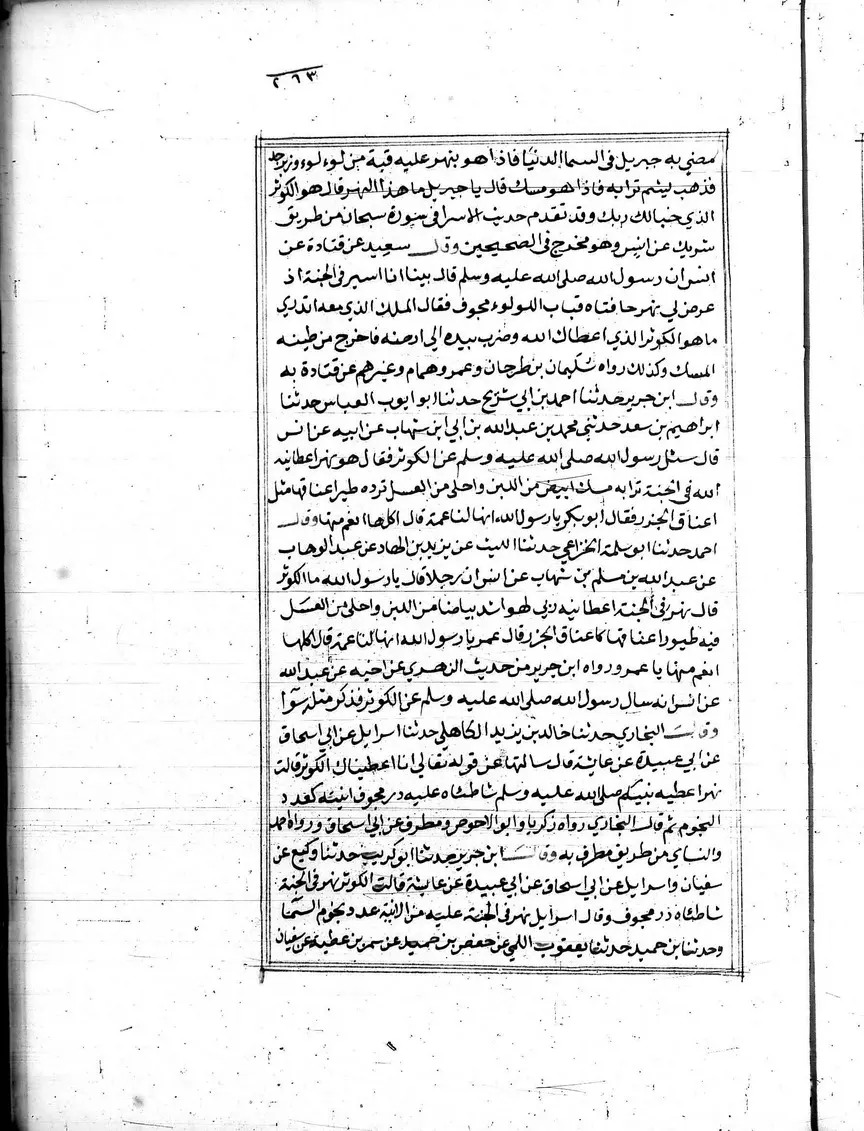 ٢٦٣
مضي به جبريل في السما الدنيا فاذا هو بنهر عليه قبة من لوء لوء وزبرجد
فذهب ليشم ترابه فاذا هو مسك قال يا جبريل ما هذا النهر قال هو الكوثر
الذي خبا لك ربك وقد تقدم حديث الاسرا في سورة سبحان من طريق
شريك عن انس وهو مخرج في الصحيحين وقال سعيد عن قتادة عن
انس ان رسول الله صلى الله عليه وسلم قال بينا انا اسير في الجنة اذ
عرض لي نهر حافتاه قباب اللولوء مجوف فقال الملك الذي معه اتدري
ما هو الكوثر الذي اعطاك الله وضرب بيده الي ارضه فاخرج من طينه
المسك وكذلك رواه سليمان بن طرحان وعمر وهمام وغيرهم عن قتادة به
وقال ابن جرير حدثنا احمد بن ابي سريج حدثنا ابو ايوب العباس حدثنا
ابراهيم بن سعد حدثني محمد بن عبد الله بن ابي ابن شهاب عن ابيه عن انس
قال سئل رسول الله صلى الله عليه وسلم عن الكوثر فقال هو نهر اعطانيه
الله في الجنة ترابه مسك ابيض من اللبن واحلى من العسل ترده طير اعناقها مثل
اعناق الجزر فقال ابو بكر يا رسول الله انها لناعمة قال اكلها انعم منها وقال
احمد حدثنا ابو سلمة الخزاعي حدثنا الليث عن يزيد بن الهاد عن عبد الوهاب
عن عبد الله بن مسلم بن شهاب عن انس ان رجلا قال يا رسول الله ما الكوثر
قال نهر في الجنة اعطانيه ربي لهو اشد بياضا من اللبن واحلى من العسل
فيه طيور اعناقها كاعناق الجزر قال عمر يا رسول الله انها لناعمة قال اكلها
انعم منها يا عمر ورواه ابن جرير من حديث الزهري عن اخيه عن عبد الله
عن انس انه سال رسول الله صلى الله عليه وسلم عن الكوثر فذكر مثله سوا
وقال البخاري حدثنا خالد بن يزيد الكاهلي حدثنا اسرايل عن ابي اسحاق
عن ابي عبيدة عن عايشة قال سالتها عن قوله تعالي انا اعطيناك الكوثر قالت
نهر اعطيه نبيكم صلى الله عليه وسلم شاطئاه عليه در مجوف انيته كعدد
النجوم ثم قال البخاري رواه زكريا وابو الاحوص ومطرف عن ابي اسحاق ورواه احمد
والنساي من طريق مطرف به وقال ابن جرير حدثنا ابو كريب حدثنا وكيع عن
سفيان واسرايل عن ابي اسحاق عن ابي عبيدة عن عايشة قالت الكوثر نهر في الجنة
شاطئاه در مجوف وقال اسرايل نهر في الجنة عليه من الانية عدد نجوم السما
وحدثنا ابن حميد حدثنا يعقوب القمي عن حفص بن حميد عن سمر بن عطية عن سفيان